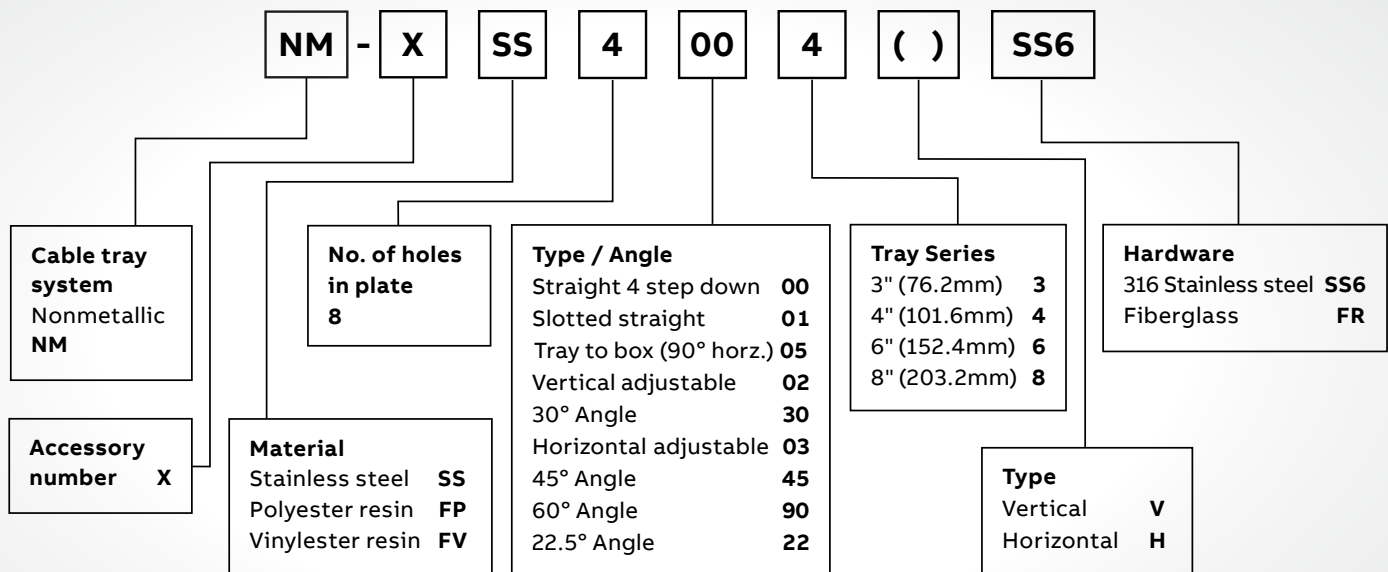 NM - X SS 4 00 4 ( ) SS6
Cable tray
system
Nonmetallic
NM
Accessory
number X
Material
Stainless steel SS
Polyester resin FP
Vinylester resin FV
No. of holes
in plate
8
Type / Angle
Straight 4 step down 00
Slotted straight 01
Tray to box (90° horz.) 05
Vertical adjustable 02
30° Angle 30
Horizontal adjustable 03
45° Angle 45
60° Angle 90
22.5° Angle 22
Tray Series
3" (76.2mm) 3
4" (101.6mm) 4
6" (152.4mm) 6
8" (203.2mm) 8
Type
Vertical V
Horizontal H
Hardware
316 Stainless steel SS6
Fiberglass FR